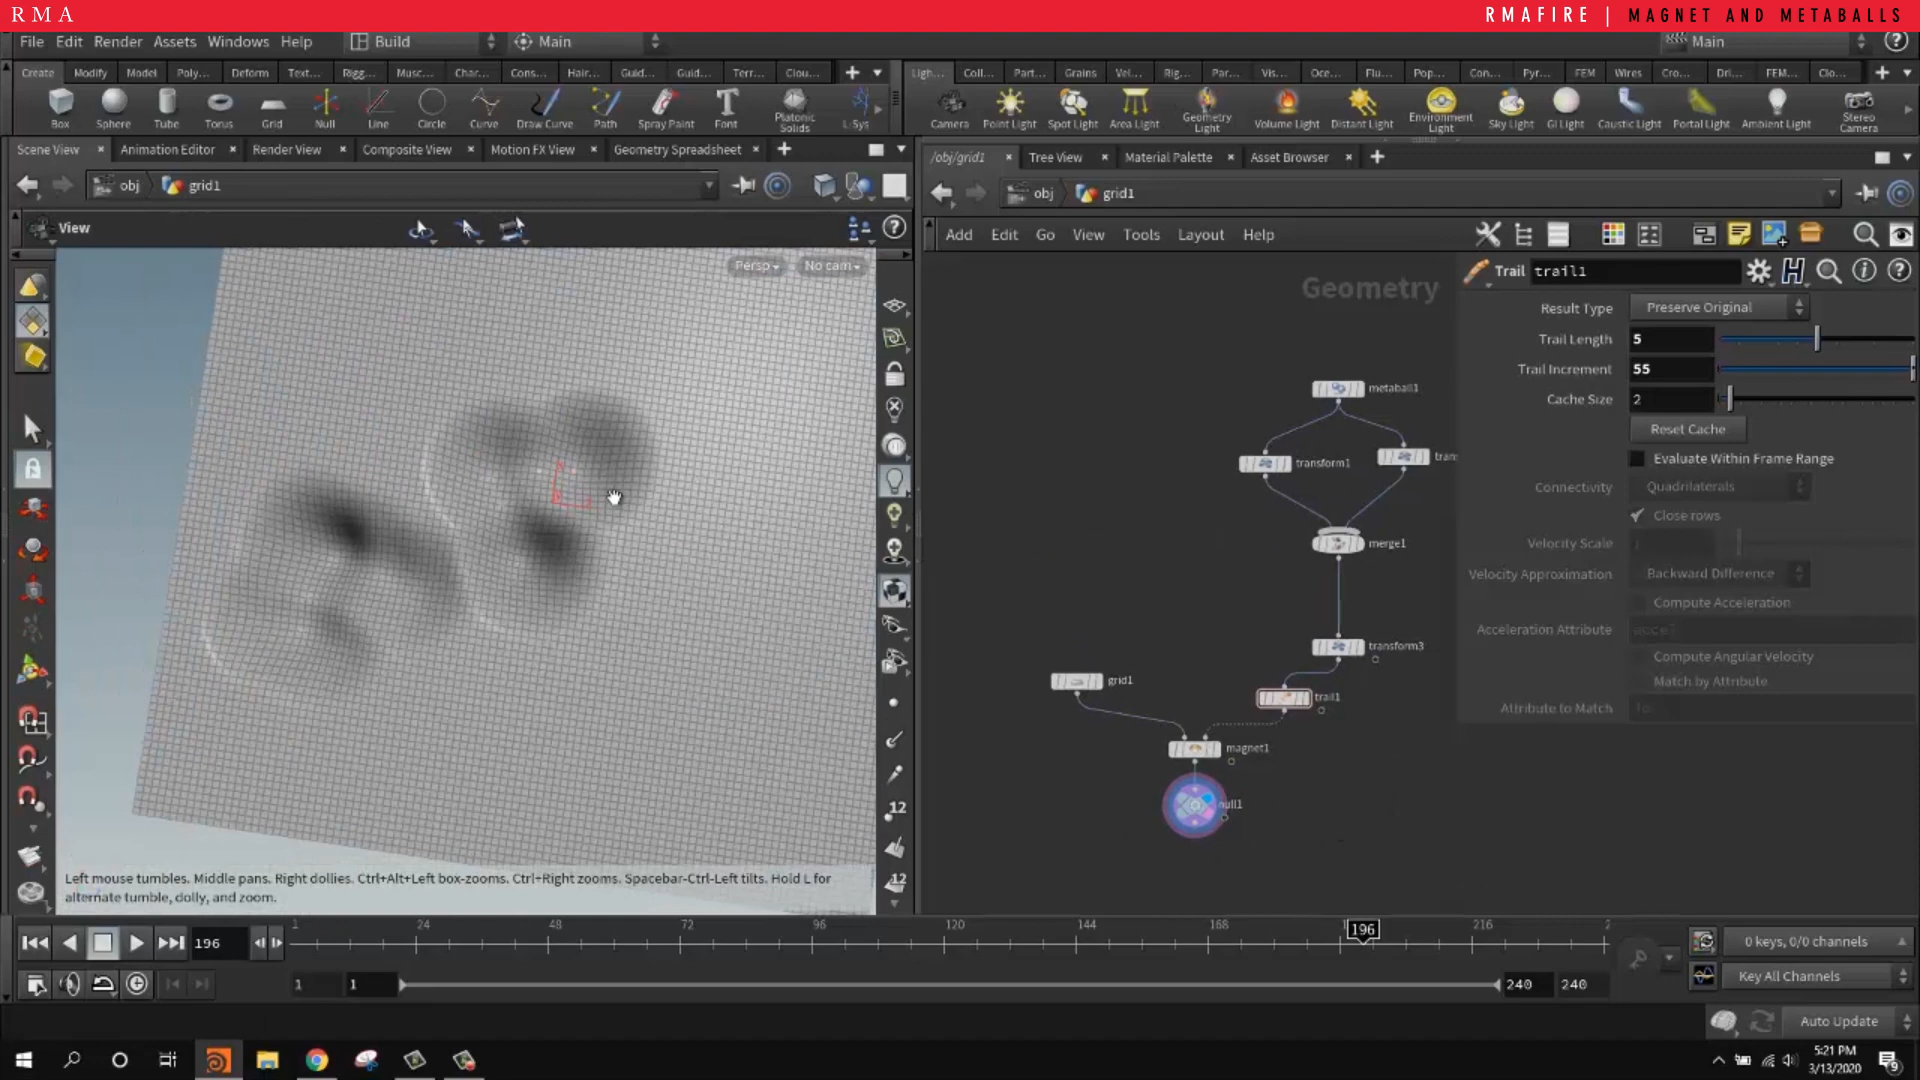 RMA
RMAFIRE | MAGNET AND METABALLS
File Edit Render Assets Windows Help Build Main
Main
Create Modify Model Poly... Deform Text... Rigg... Musc... Char... Cons... Hair... Guid... Guid... Terr... Clou...
Ligh... Coll... Part... Grains Vel... Rig... Par... Vis... Oce... Flu... Pop... Con... Pyr... FEM Wires Cro... Dri... FEM... Clo...
Box Sphere Tube Torus Grid Null Line Circle Curve Draw Curve Path Spray Paint Font Platonic Solids L-Sys
Camera Point Light Spot Light Area Light Geometry Light Volume Light Distant Light Environment Light Sky Light GI Light Caustic Light Portal Light Ambient Light Stereo Camera
Scene View Animation Editor Render View Composite View Motion FX View Geometry Spreadsheet
/obj/grid1 Tree View Material Palette Asset Browser
obj grid1
obj grid1
View
Add Edit Go View Tools Layout Help
Persp No cam
Geometry
Trail trail1
Result Type Preserve Original
Trail Length 5
Trail Increment 55
Cache Size 2
Reset Cache
Evaluate Within Frame Range
Connectivity Quadrilaterals
Close rows
Velocity Scale
Velocity Approximation Backward Difference
Compute Acceleration
Acceleration Attribute accel
Compute Angular Velocity
Match by Attribute
Attribute to Match
metaball1
transform1
tran
merge1
transform3
grid1
trail1
magnet1
null1
12
12
Left mouse tumbles. Middle pans. Right dollies. Ctrl+Alt+Left box-zooms. Ctrl+Right zooms. Spacebar-Ctrl-Left tilts. Hold L for
alternate tumble, dolly, and zoom.
196
1 24 48 72 96 120 144 168 196 216 2
0 keys, 0/0 channels
1 1 240 240
Key All Channels
Auto Update
5:21 PM
3/13/2020
9